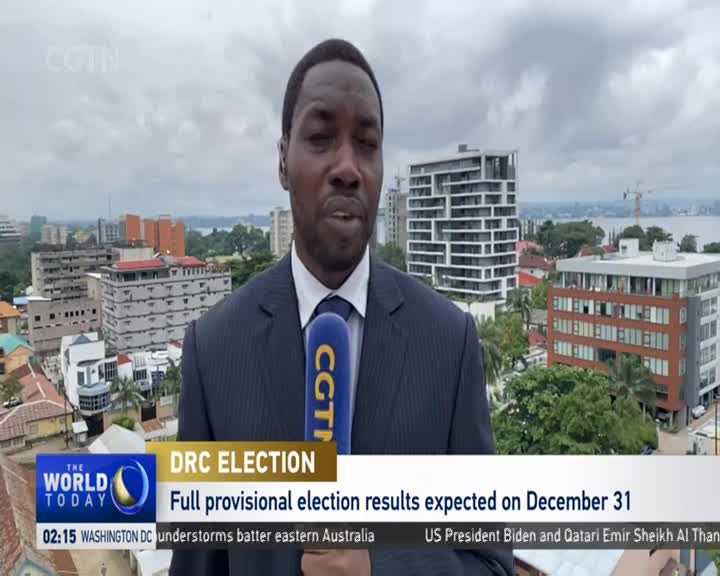 CGTN
CGTN
DRC ELECTION
THE
WORLD
TODAY
Full provisional election results expected on December 31
02:15 WASHINGTON DC
understorms batter eastern Australia US President Biden and Qatari Emir Sheikh Al Than